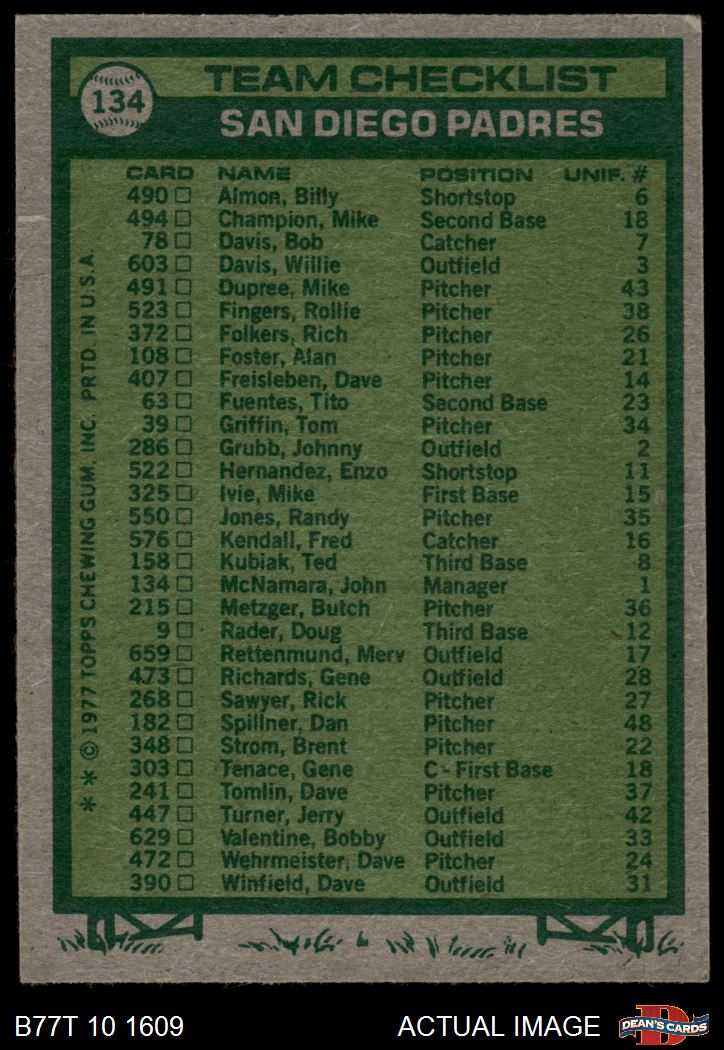 134
TEAM CHECKLIST
SAN DIEGO PADRES
CARD NAME POSITION UNIF. #
490 □ Almon, Billy Shortstop 6
494 □ Champion, Mike Second Base 18
78 □ Davis, Bob Catcher 7
603 □ Davis, Willie Outfield 3
491 □ Dupree, Mike Pitcher 43
523 □ Fingers, Rollie Pitcher 38
372 □ Folkers, Rich Pitcher 26
108 □ Foster, Alan Pitcher 21
407 □ Freisleben, Dave Pitcher 14
63 □ Fuentes, Tito Second Base 23
39 □ Griffin, Tom Pitcher 34
286 □ Grubb, Johnny Outfield 2
522 □ Hernandez, Enzo Shortstop 11
325 □ Ivie, Mike First Base 15
550 □ Jones, Randy Pitcher 35
576 □ Kendall, Fred Catcher 16
158 □ Kubiak, Ted Third Base 8
134 □ McNamara, John Manager 1
215 □ Metzger, Butch Pitcher 36
9 □ Rader, Doug Third Base 12
659 □ Rettenmund, Merv Outfield 17
473 □ Richards, Gene Outfield 28
268 □ Sawyer, Rick Pitcher 27
182 □ Spillner, Dan Pitcher 48
348 □ Strom, Brent Pitcher 22
303 □ Tenace, Gene C - First Base 18
241 □ Tomlin, Dave Pitcher 37
447 □ Turner, Jerry Outfield 42
629 □ Valentine, Bobby Outfield 33
472 □ Wehrmeister, Dave Pitcher 24
390 □ Winfield, Dave Outfield 31
* * © 1977 TOPPS CHEWING GUM, INC. PRTD. IN U.S.A.
B77T 10 1609 ACTUAL IMAGE
DEAN'S CARDS